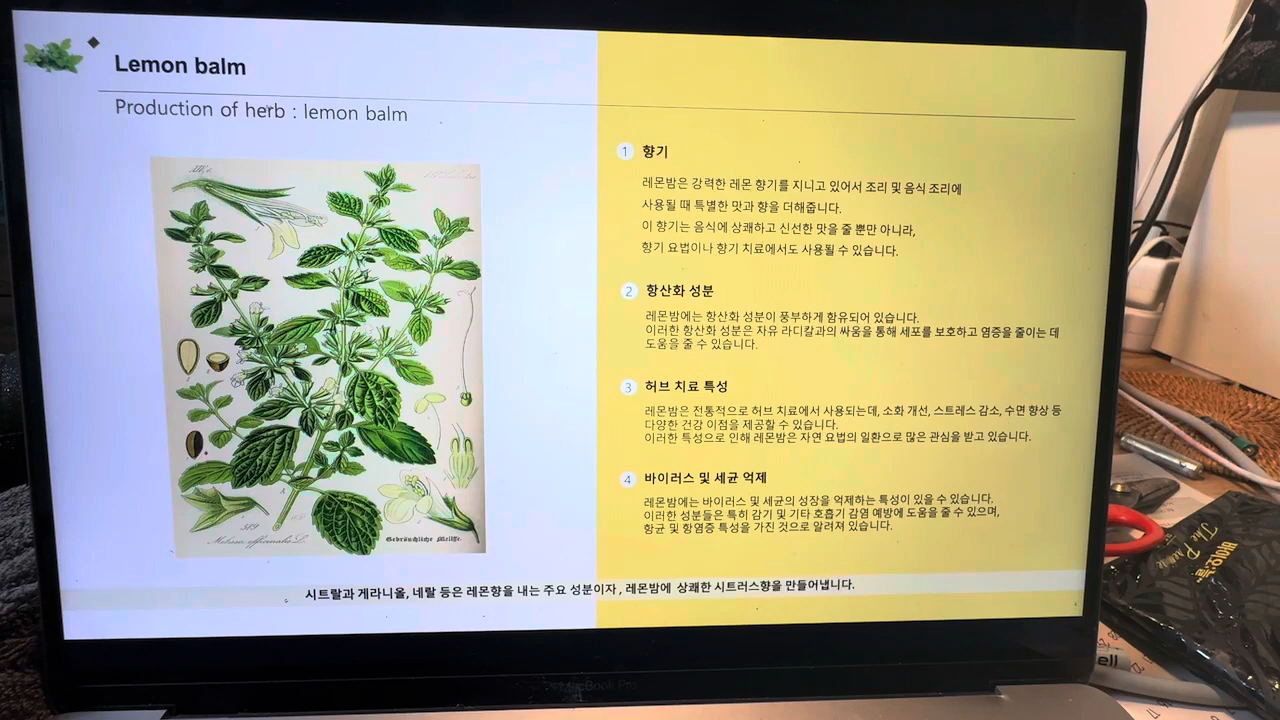 Lemon balm
Production of herb : lemon balm
1 향기
레몬밤은 강력한 레몬 향기를 지니고 있어서 조리 및 음식 조리에
사용될 때 특별한 맛과 향을 더해줍니다.
이 향기는 음식에 상쾌하고 신선한 맛을 줄 뿐만 아니라,
향기 요법이나 향기 치료에서도 사용될 수 있습니다.
2 항산화 성분
레몬밤에는 항산화 성분이 풍부하게 함유되어 있습니다.
이러한 항산화 성분은 자유 라디칼과의 싸움을 통해 세포를 보호하고 염증을 줄이는 데
도움을 줄 수 있습니다.
3 허브 치료 특성
레몬밤은 전통적으로 허브 치료에서 사용되는데, 소화 개선, 스트레스 감소, 수면 향상 등
다양한 건강 이점을 제공할 수 있습니다.
이러한 특성으로 인해 레몬밤은 자연 요법의 일환으로 많은 관심을 받고 있습니다.
4 바이러스 및 세균 억제
레몬밤에는 바이러스 및 세균의 성장을 억제하는 특성이 있을 수 있습니다.
이러한 성분들은 특히 감기 및 기타 호흡기 감염 예방에 도움을 줄 수 있으며,
항균 및 항염증 특성을 가진 것으로 알려져 있습니다.
589
Melissa officinalis L.
Gebräuchliche Melisse.
시트랄과 게라니올, 네랄 등은 레몬향을 내는 주요 성분이자 , 레몬밤에 상쾌한 시트러스향을 만들어냅니다.
MacBook Pro
The
ell